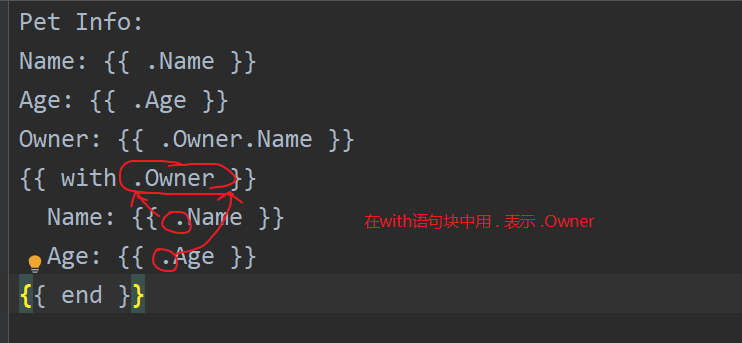 Pet Info:
Name: {{ .Name }}
Age: {{ .Age }}
Owner: {{ .Owner.Name }}
{{ with .Owner }}
  Name: {{ .Name }}
在with语句块中用 . 表示 .Owner
  Age: {{ .Age }}
{{ end }}